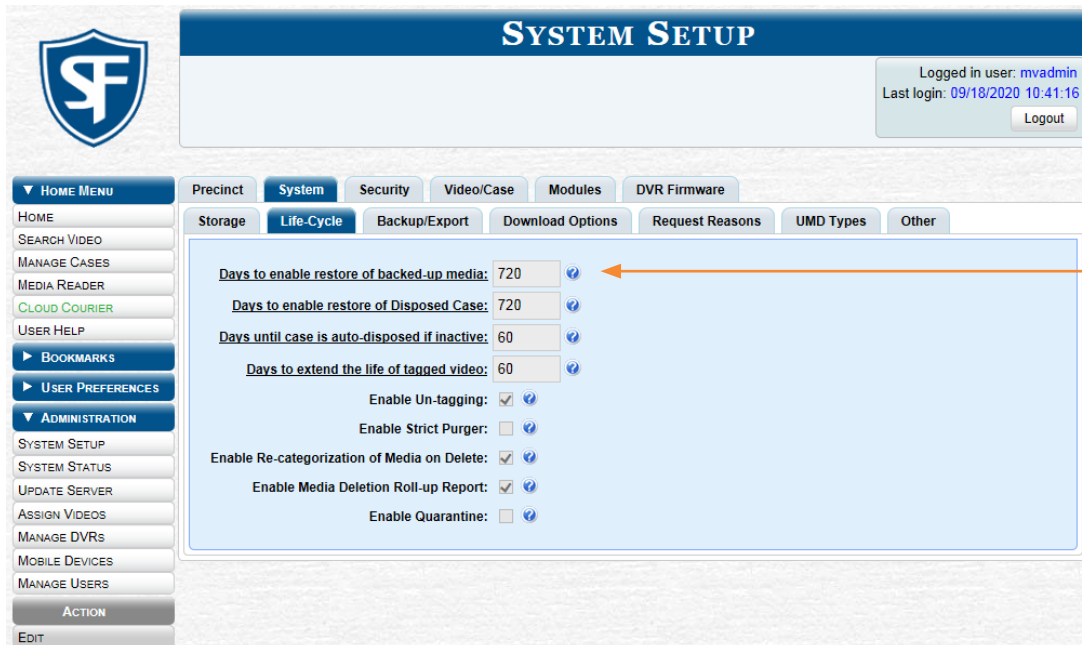 SF
SYSTEM SETUP
Logged in user: mvadmin
Last login: 09/18/2020 10:41:16
Logout
▼ HOME MENU
HOME
SEARCH VIDEO
MANAGE CASES
MEDIA READER
CLOUD COURIER
USER HELP
► BOOKMARKS
► USER PREFERENCES
▼ ADMINISTRATION
SYSTEM SETUP
SYSTEM STATUS
UPDATE SERVER
ASSIGN VIDEOS
MANAGE DVRS
MOBILE DEVICES
MANAGE USERS
ACTION
EDIT
Precinct System Security Video/Case Modules DVR Firmware
Storage Life-Cycle Backup/Export Download Options Request Reasons UMD Types Other
Days to enable restore of backed-up media: 720 ?
Days to enable restore of Disposed Case: 720 ?
Days until case is auto-disposed if inactive: 60 ?
Days to extend the life of tagged video: 60 ?
Enable Un-tagging: ?
Enable Strict Purger: ?
Enable Re-categorization of Media on Delete: ?
Enable Media Deletion Roll-up Report: ?
Enable Quarantine: ?